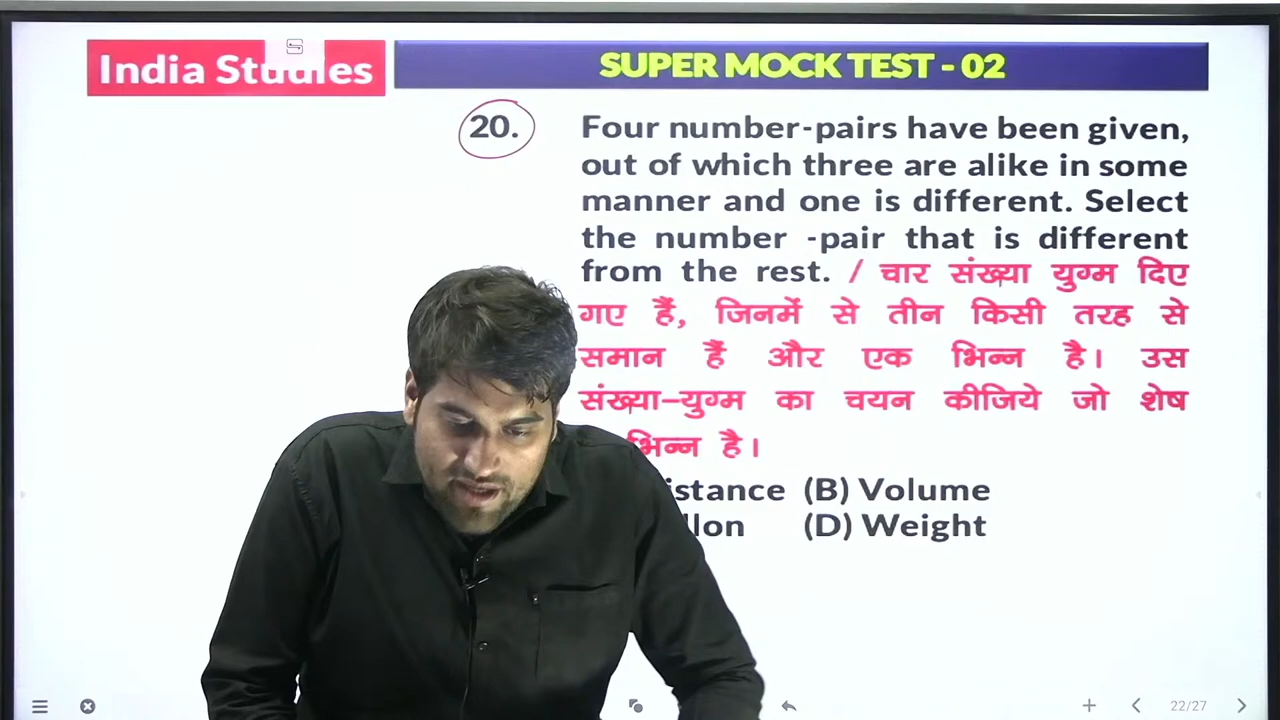 India Studies
SUPER MOCK TEST - 02
20.
Four number-pairs have been given,
out of which three are alike in some
manner and one is different. Select
the number -pair that is different
from the rest. / चार संख्या युग्म दिए
गए हैं, जिनमें से तीन किसी तरह से
समान हैं और एक भिन्न है। उस
संख्या-युग्म का चयन कीजिये जो शेष
भिन्न है।
(B) Volume
(D) Weight
22/27